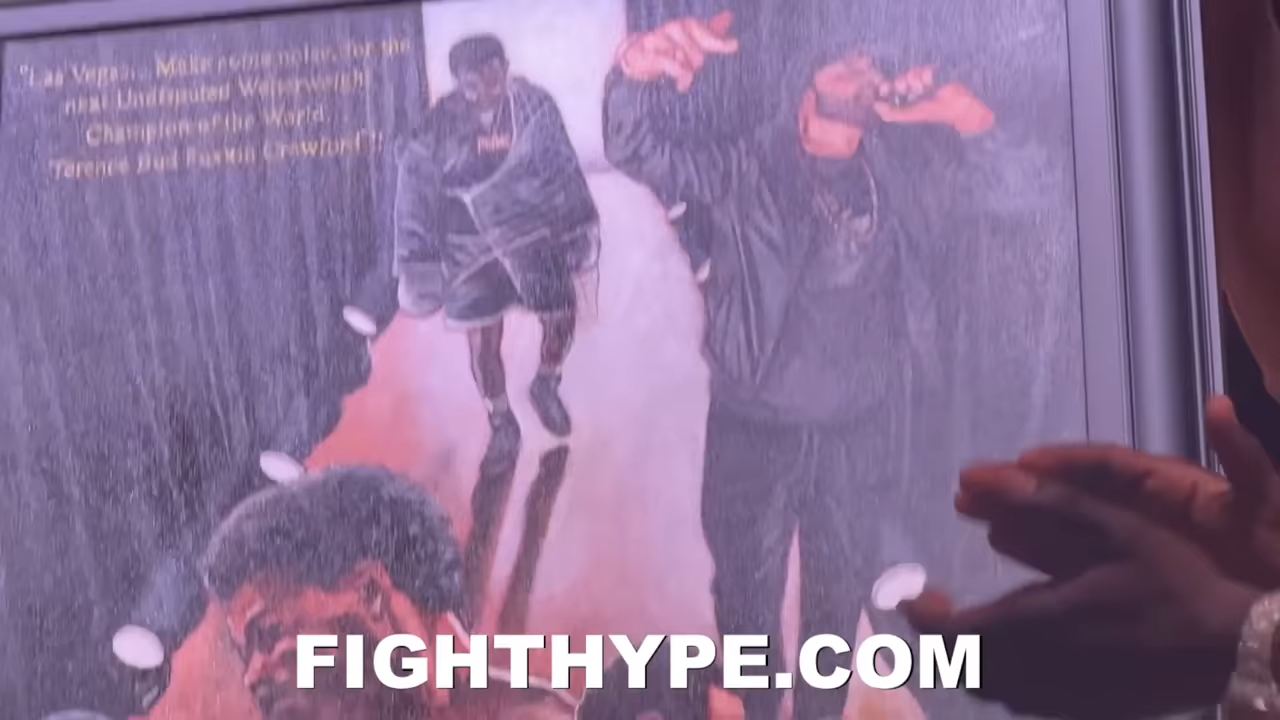 "Las Vegas... Make some noise, for the
next Undisputed Welterweight
Champion of the World
Terence Bud Crawford"!!
FIGHTHYPE.COM